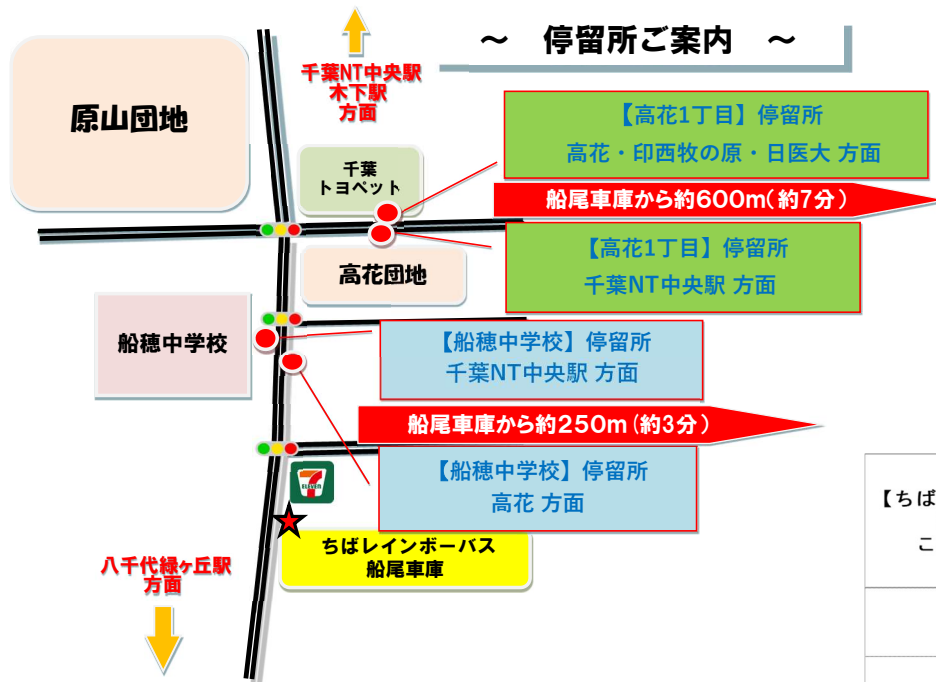 ～ 停留所ご案内 ～
千葉NT中央駅
木下駅
方面
原山団地
千葉
トヨペット
【高花1丁目】停留所
高花・印西牧の原・日医大 方面
船尾車庫から約600m(約7分)
【高花1丁目】停留所
千葉NT中央駅 方面
高花団地
船穂中学校
【船穂中学校】停留所
千葉NT中央駅 方面
船尾車庫から約250m(約3分)
【船穂中学校】停留所
高花 方面
7
ELEVEN
ちばレインボーバス
船尾車庫
八千代緑ヶ丘駅
方面
【ちば
こ